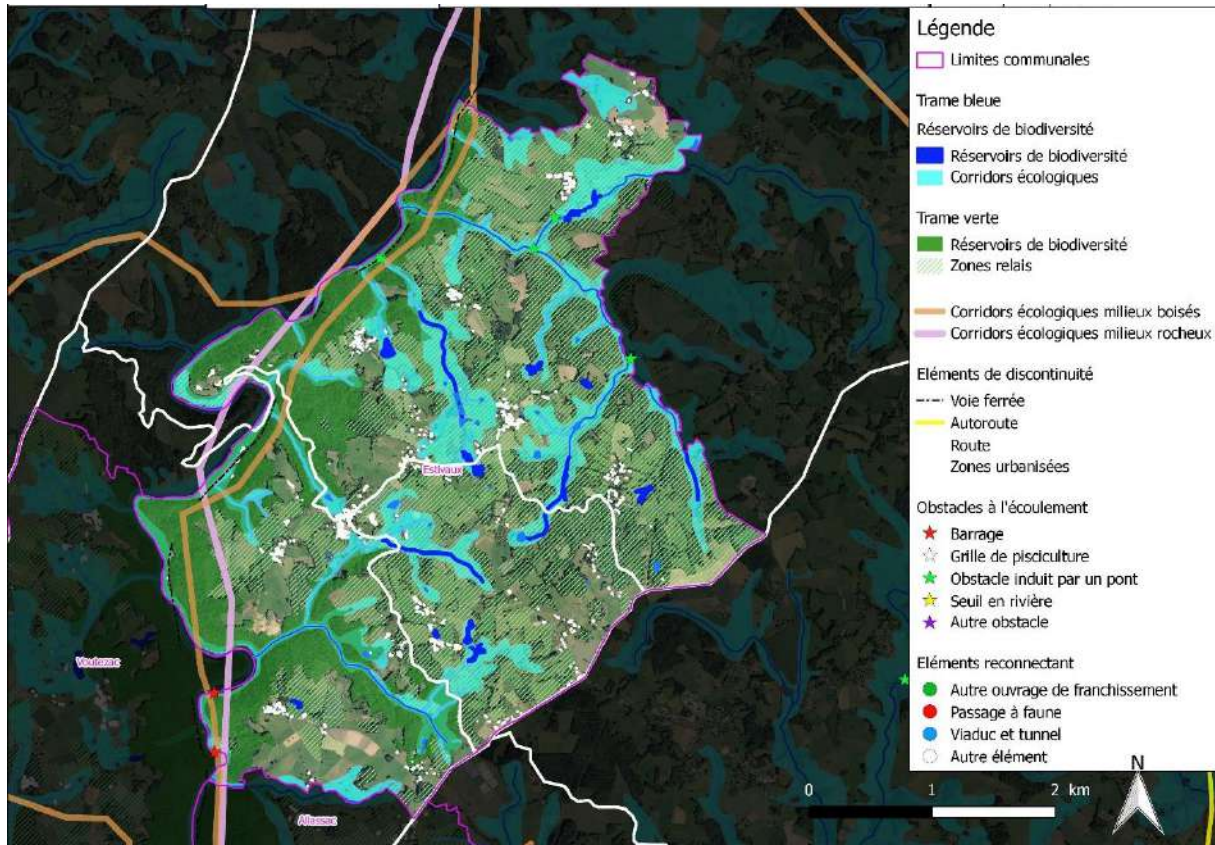 Légende
Limites communales
Trame bleue
Réservoirs de biodiversité
Réservoirs de biodiversité
Corridors écologiques
Trame verte
Réservoirs de biodiversité
Zones relais
Corridors écologiques milieux boisés
Corridors écologiques milieux rocheux
Eléments de discontinuité
Voie ferrée
Autoroute
Route
Zones urbanisées
Obstacles à l'écoulement
Barrage
Grille de pisciculture
Obstacle induit par un pont
Seuil en rivière
Autre obstacle
Eléments reconnectant
Autre ouvrage de franchissement
Passage à faune
Viaduc et tunnel
Autre élément
Estivaux
Voutezac
Allassac
0 1 2 km
N